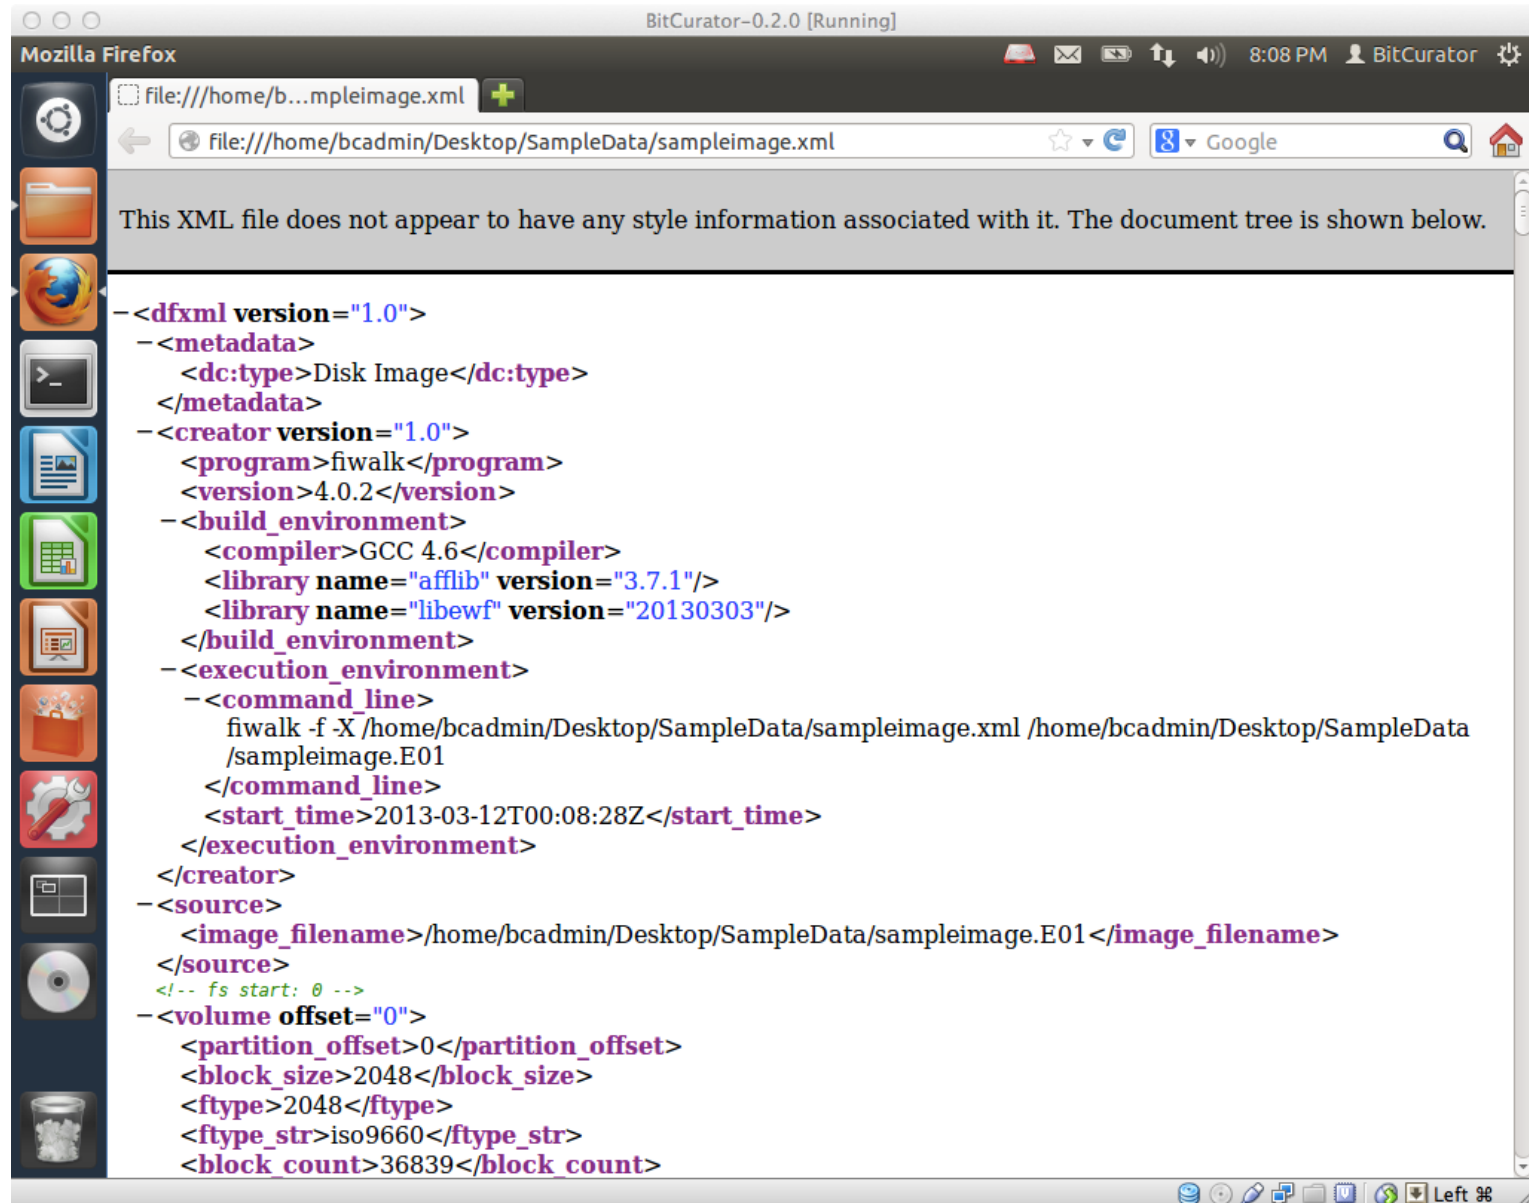 BitCurator-0.2.0 [Running]
Mozilla Firefox
8:08 PM BitCurator
file:///home/b...mpleimage.xml
file:///home/bcadmin/Desktop/SampleData/sampleimage.xml
8 Google
This XML file does not appear to have any style information associated with it. The document tree is shown below.
−<dfxml version="1.0">
−<metadata>
<dc:type>Disk Image</dc:type>
</metadata>
−<creator version="1.0">
<program>fiwalk</program>
<version>4.0.2</version>
−<build_environment>
<compiler>GCC 4.6</compiler>
<library name="afflib" version="3.7.1"/>
<library name="libewf" version="20130303"/>
</build_environment>
−<execution_environment>
−<command_line>
fiwalk -f -X /home/bcadmin/Desktop/SampleData/sampleimage.xml /home/bcadmin/Desktop/SampleData
/sampleimage.E01
</command_line>
<start_time>2013-03-12T00:08:28Z</start_time>
</execution_environment>
</creator>
−<source>
<image_filename>/home/bcadmin/Desktop/SampleData/sampleimage.E01</image_filename>
</source>
<!-- fs start: 0 -->
−<volume offset="0">
<partition_offset>0</partition_offset>
<block_size>2048</block_size>
<ftype>2048</ftype>
<ftype_str>iso9660</ftype_str>
<block_count>36839</block_count>
Left ⌘